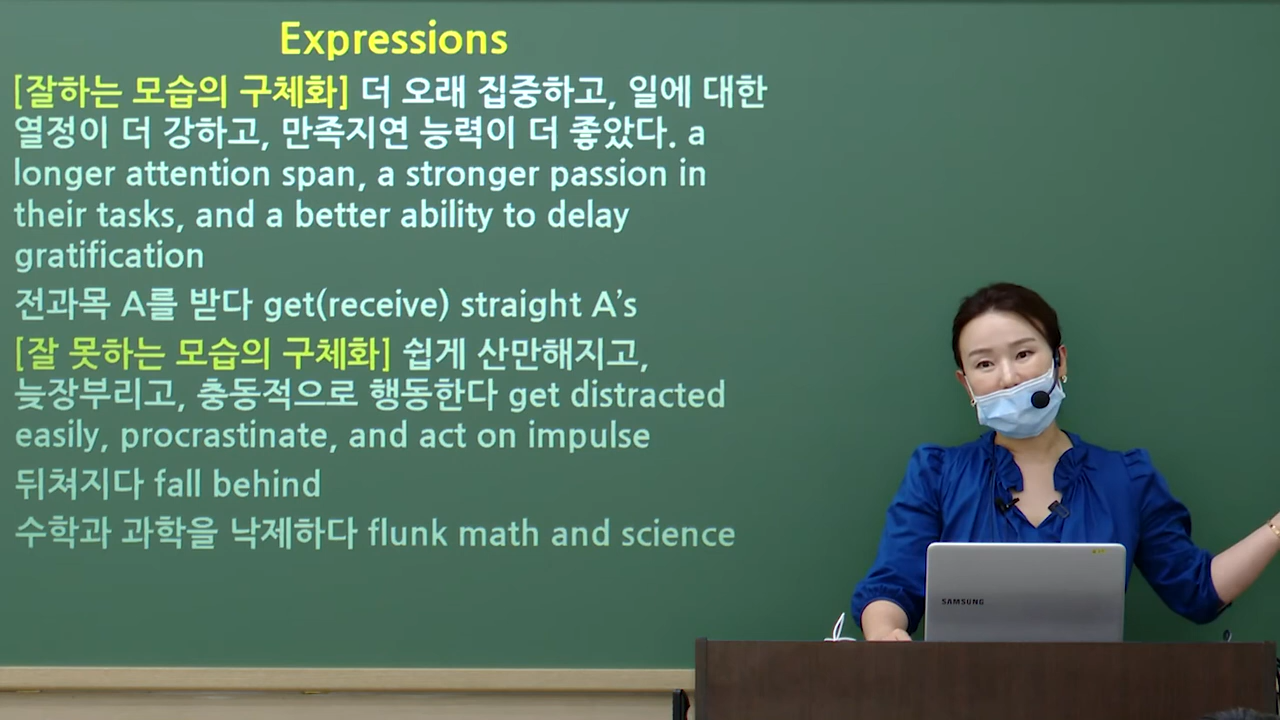 Expressions
[잘하는 모습의 구체화] 더 오래 집중하고, 일에 대한
열정이 더 강하고, 만족지연 능력이 더 좋았다. a
longer attention span, a stronger passion in
their tasks, and a better ability to delay
gratification
전과목 A를 받다 get(receive) straight A’s
[잘 못하는 모습의 구체화] 쉽게 산만해지고,
늦장부리고, 충동적으로 행동한다 get distracted
easily, procrastinate, and act on impulse
뒤쳐지다 fall behind
수학과 과학을 낙제하다 flunk math and science
SAMSUNG